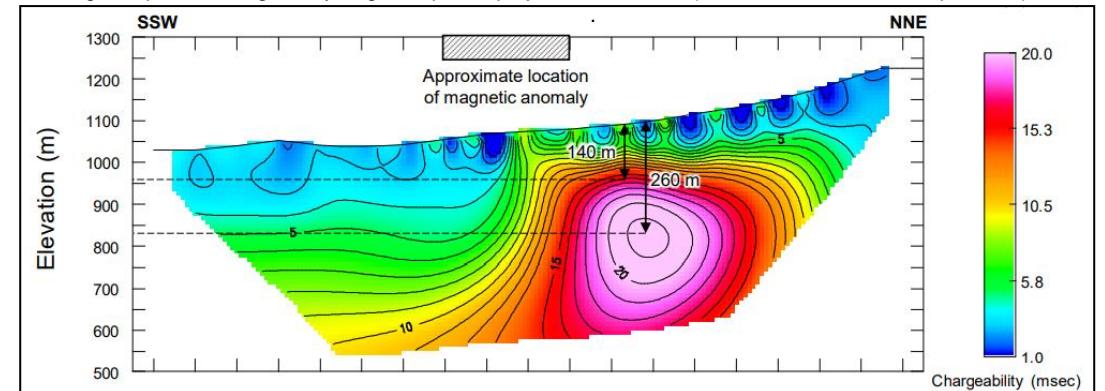 SSW
NNE
1300
1200
1100
1000
900
800
700
600
500
Elevation (m)
Approximate location
of magnetic anomaly
140 m
260 m
5
5
10
15
20
20.0
15.3
10.5
5.8
1.0
Chargeability (msec)